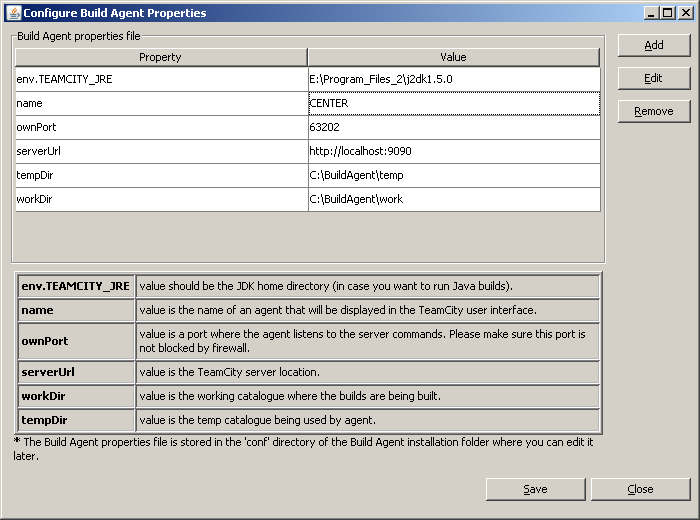 Configure Build Agent Properties
Build Agent properties file
Property Value
env.TEAMCITY_JRE E:\Program_Files_2\j2dk1.5.0
name CENTER
ownPort 63202
serverUrl http://localhost:9090
tempDir C:\BuildAgent\temp
workDir C:\BuildAgent\work
Add
Edit
Remove
env.TEAMCITY_JRE value should be the JDK home directory (in case you want to run Java builds).
name value is the name of an agent that will be displayed in the TeamCity user interface.
ownPort value is a port where the agent listens to the server commands. Please make sure this port is
not blocked by firewall.
serverUrl value is the TeamCity server location.
workDir value is the working catalogue where the builds are being built.
tempDir value is the temp catalogue being used by agent.
* The Build Agent properties file is stored in the 'conf' directory of the Build Agent installation folder where you can edit it
later.
Save Close